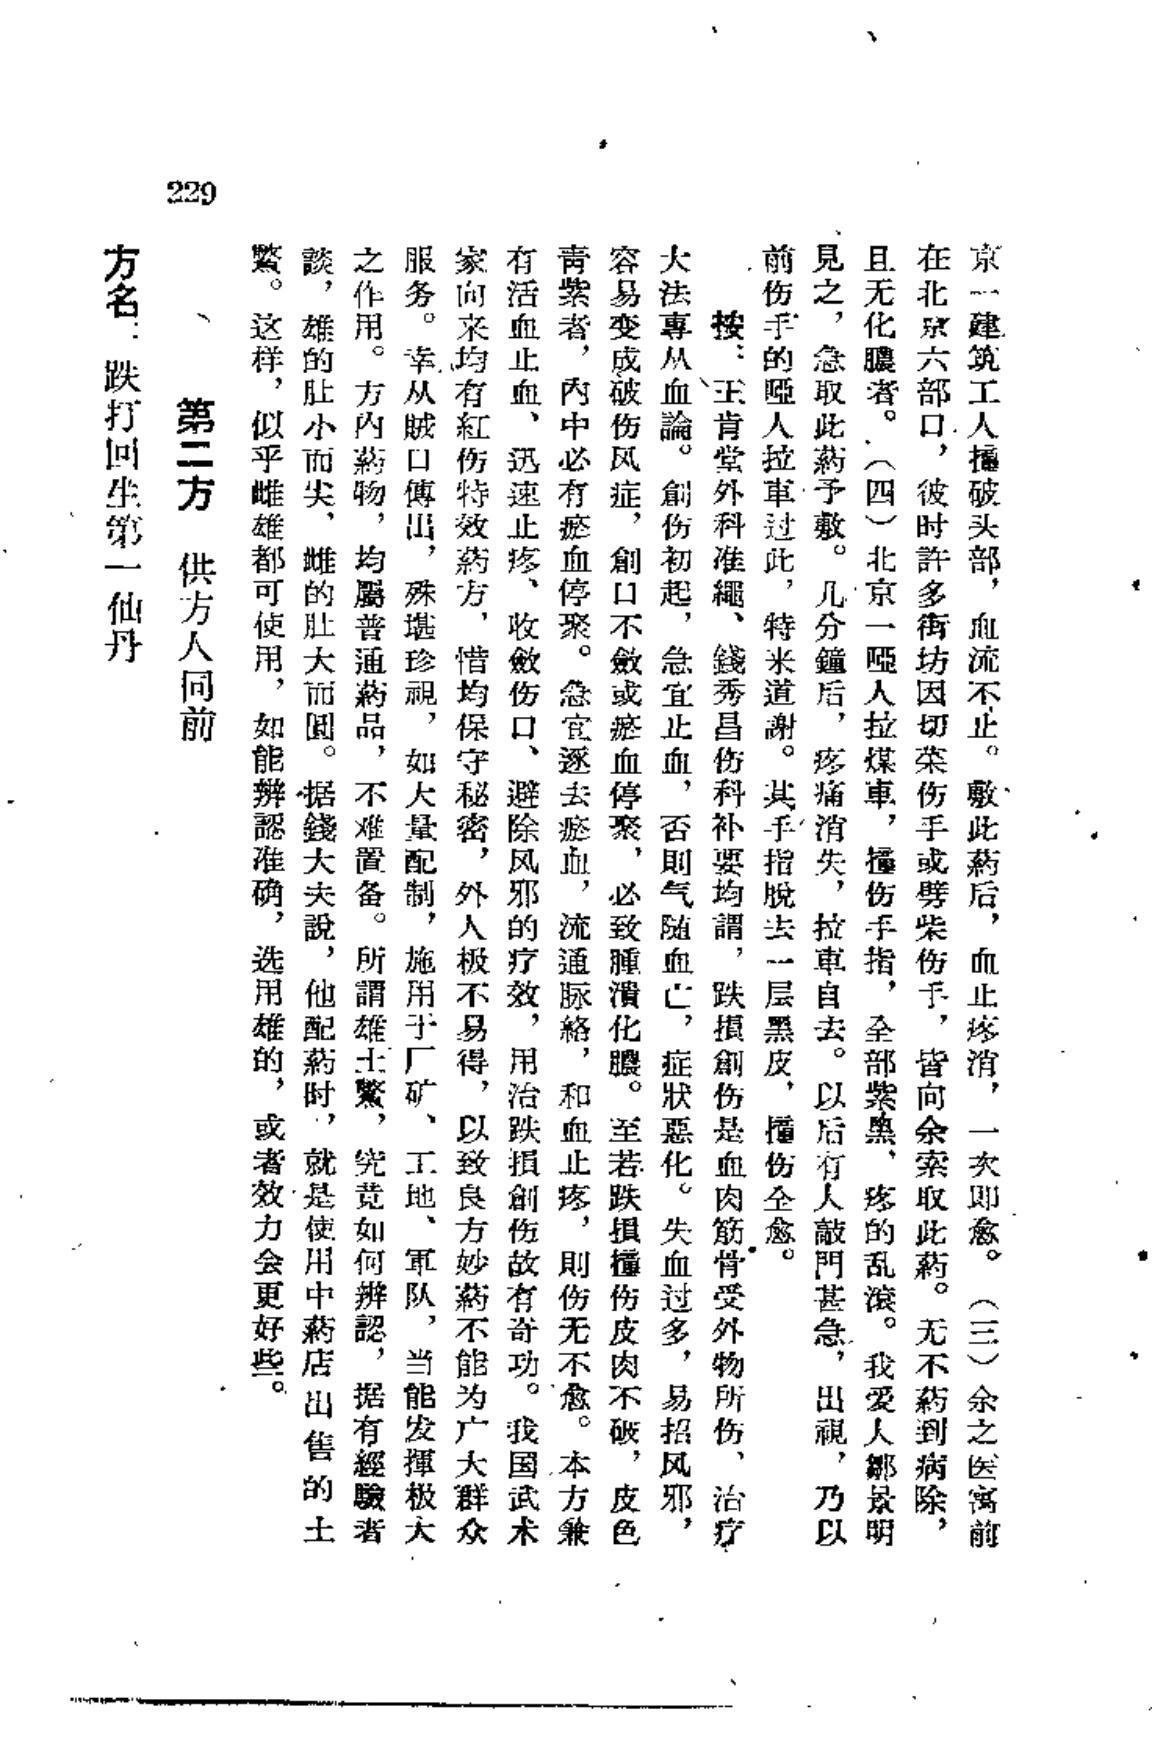 京一建筑工人撞破头部，血流不止。敷此葯后，血止疼消，一次即愈。（三）余之医寓前
在北京六部口，彼时許多街坊因切菜伤手或劈柴伤手，皆向余索取此葯。无不葯到病除，
且无化膿者。（四）北京一啞人拉煤車，撞伤手指，全部紫黑、疼的乱滾。我爱人鄒景明
見之，急取此葯予敷。几分鐘后，疼痛消失，拉車自去。以后有人敲門甚急，出視，乃以
前伤手的啞人拉車过此，特来道謝。其手指脫去一层黑皮，撞伤全愈。
按：王肯堂外科准繩、錢秀昌伤科补要均謂，跌損創伤是血肉筋骨受外物所伤、治疗
大法專从血論。創伤初起，急宜止血，否則气随血亡，症狀惡化。失血过多，易招风邪，
容易变成破伤风症，創口不斂或瘀血停聚，必致腫潰化膿。至若跌損撞伤皮肉不破，皮色
青紫者，內中必有瘀血停聚。急宜逐去瘀血，流通脉絡，和血止疼，則伤无不愈。本方兼
有活血止血、迅速止疼、收斂伤口、避除风邪的疗效，用治跌損創伤故有奇功。我国武术
家向来均有紅伤特效葯方，惜均保守秘密，外人极不易得，以致良方妙葯不能为广大群众
服务。幸从賊口傅出，殊堪珍視，如大量配制，施用于厂矿、工地、軍队，当能发揮极大
之作用。方內葯物，均屬普通葯品，不难置备。所謂雄土鱉，究竟如何辨認，据有經驗者
談，雄的肚小而尖，雌的肚大而圓。据錢大夫說，他配葯时，就是使用中葯店出售的土
鱉。这样，似乎雌雄都可使用，如能辨認准确，选用雄的，或者效力会更好些。
第二方　供方人同前
方名：跌打回生第一仙丹
229